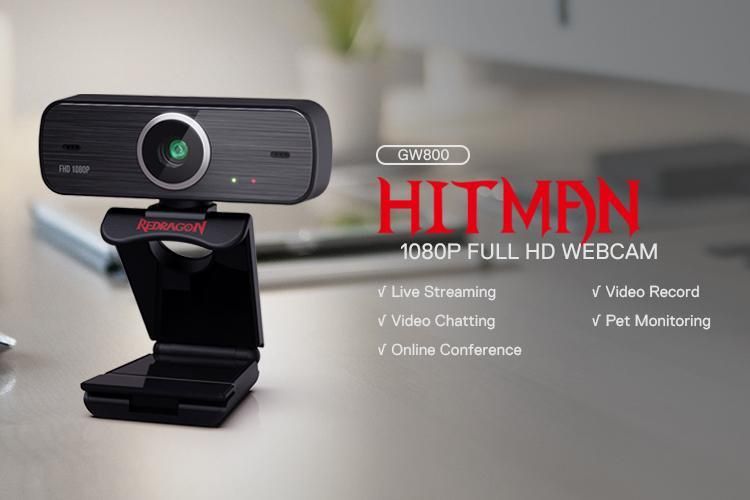 FHD 1080P
REDRAGON
GW800
HITMAN
1080P FULL HD WEBCAM
√ Live Streaming
√ Video Record
√ Video Chatting
√ Pet Monitoring
√ Online Conference